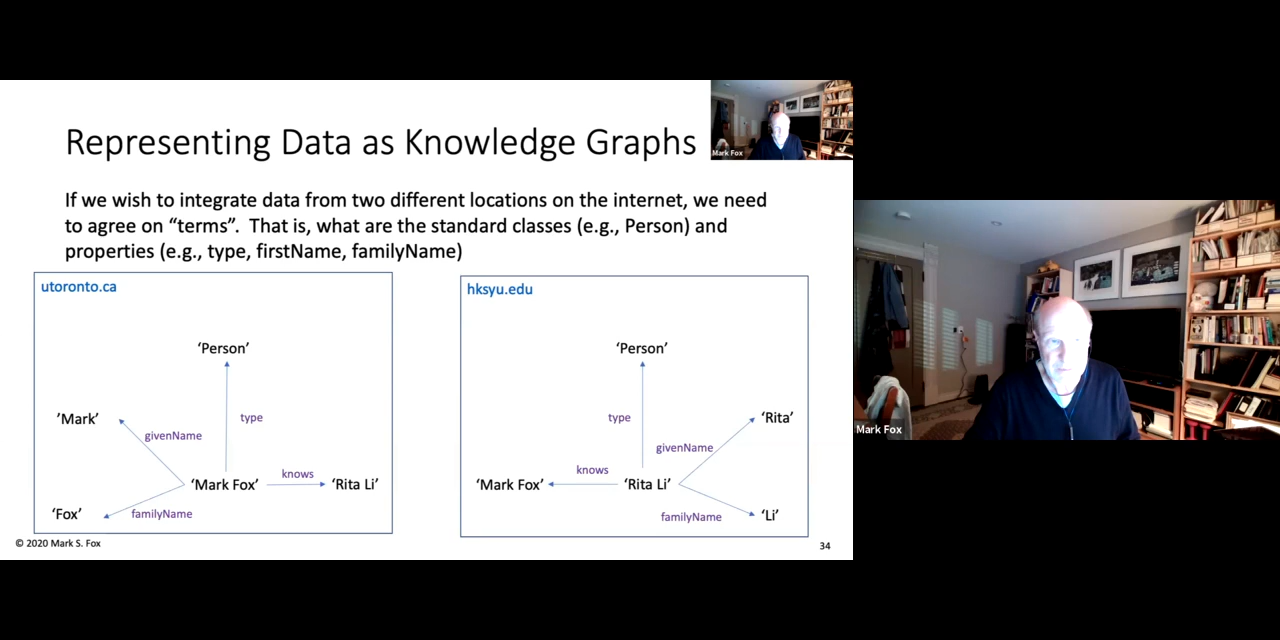 Representing Data as Knowledge Graphs
Mark Fox
If we wish to integrate data from two different locations on the internet, we need
to agree on “terms”.  That is, what are the standard classes (e.g., Person) and
properties (e.g., type, firstName, familyName)
utoronto.ca
‘Person’
’Mark’
type
givenName
‘Mark Fox’
knows
‘Rita Li’
‘Fox’
familyName
hksyu.edu
‘Person’
type
‘Rita’
givenName
‘Mark Fox’
knows
‘Rita Li’
familyName
‘Li’
© 2020 Mark S. Fox
34
Mark Fox